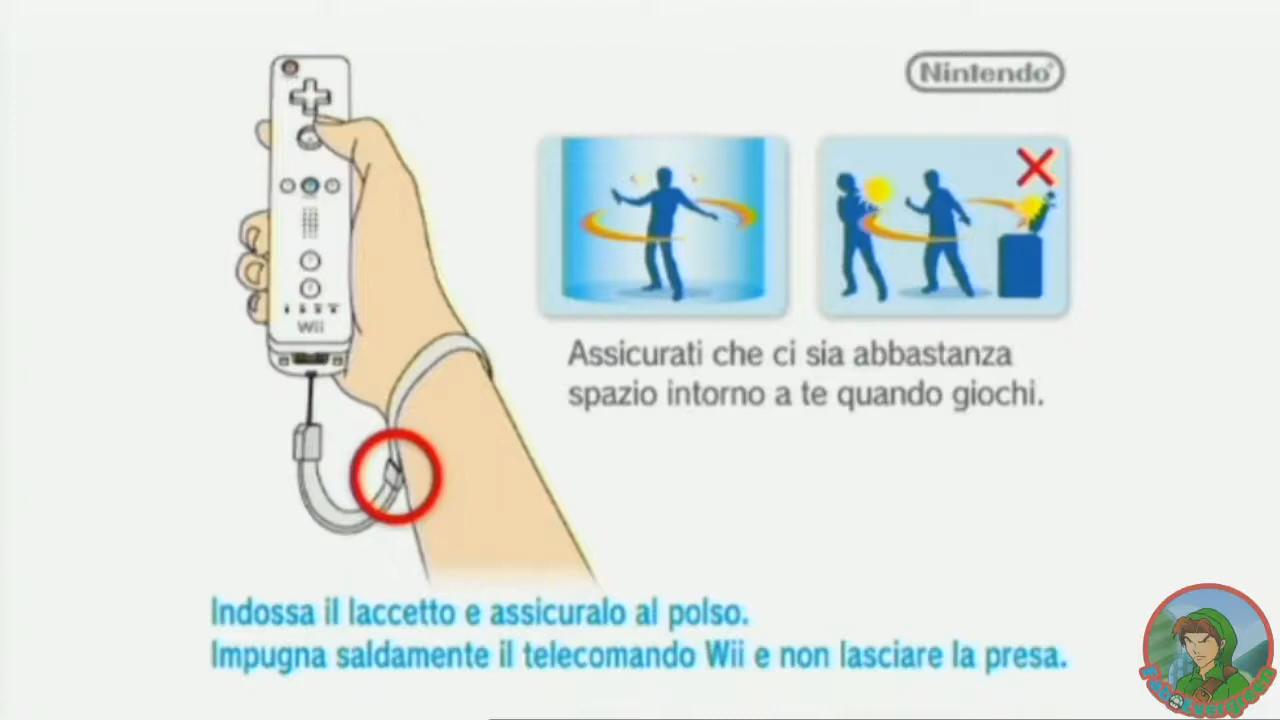 Nintendo
Wii
Assicurati che ci sia abbastanza
spazio intorno a te quando giochi.
Indossa il laccetto e assicuralo al polso.
Impugna saldamente il telecomando Wii e non lasciare la presa.